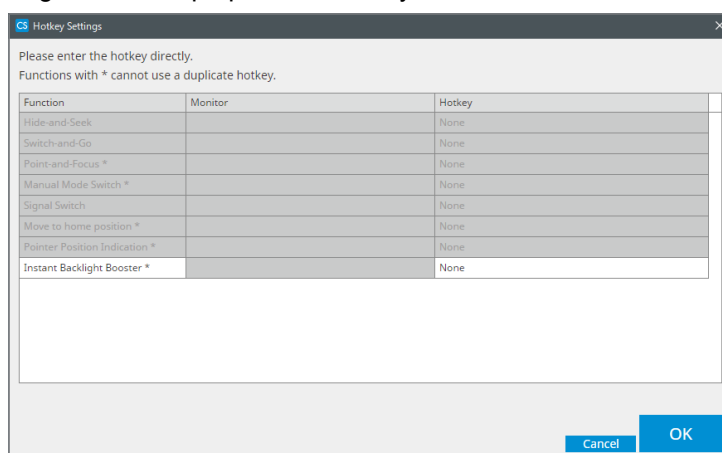 CS Hotkey Settings
Please enter the hotkey directly.
Functions with * cannot use a duplicate hotkey.
Function Monitor Hotkey
Hide-and-Seek None
Switch-and-Go None
Point-and-Focus * None
Manual Mode Switch * None
Signal Switch None
Move to home position * None
Pointer Position Indication * None
Instant Backlight Booster * None
Cancel OK